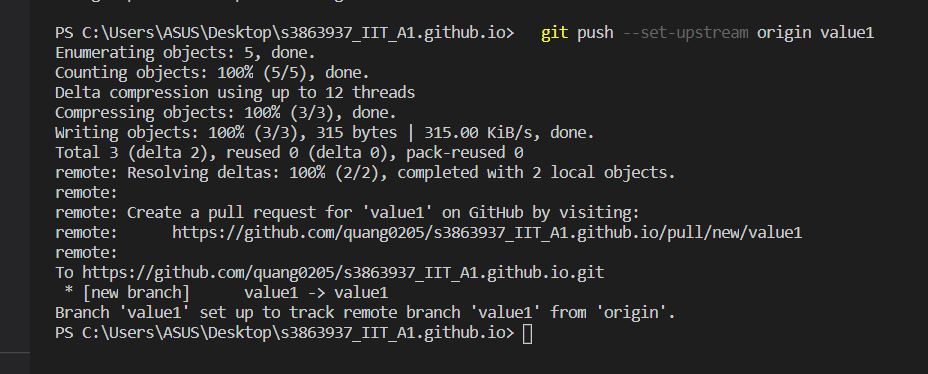 PS C:\Users\ASUS\Desktop\s3863937_IIT_A1.github.io>   git push --set-upstream origin value1
Enumerating objects: 5, done.
Counting objects: 100% (5/5), done.
Delta compression using up to 12 threads
Compressing objects: 100% (3/3), done.
Writing objects: 100% (3/3), 315 bytes | 315.00 KiB/s, done.
Total 3 (delta 2), reused 0 (delta 0), pack-reused 0
remote: Resolving deltas: 100% (2/2), completed with 2 local objects.
remote:
remote: Create a pull request for 'value1' on GitHub by visiting:
remote:      https://github.com/quang0205/s3863937_IIT_A1.github.io/pull/new/value1
remote:
To https://github.com/quang0205/s3863937_IIT_A1.github.io.git
 * [new branch]      value1 -> value1
Branch 'value1' set up to track remote branch 'value1' from 'origin'.
PS C:\Users\ASUS\Desktop\s3863937_IIT_A1.github.io>